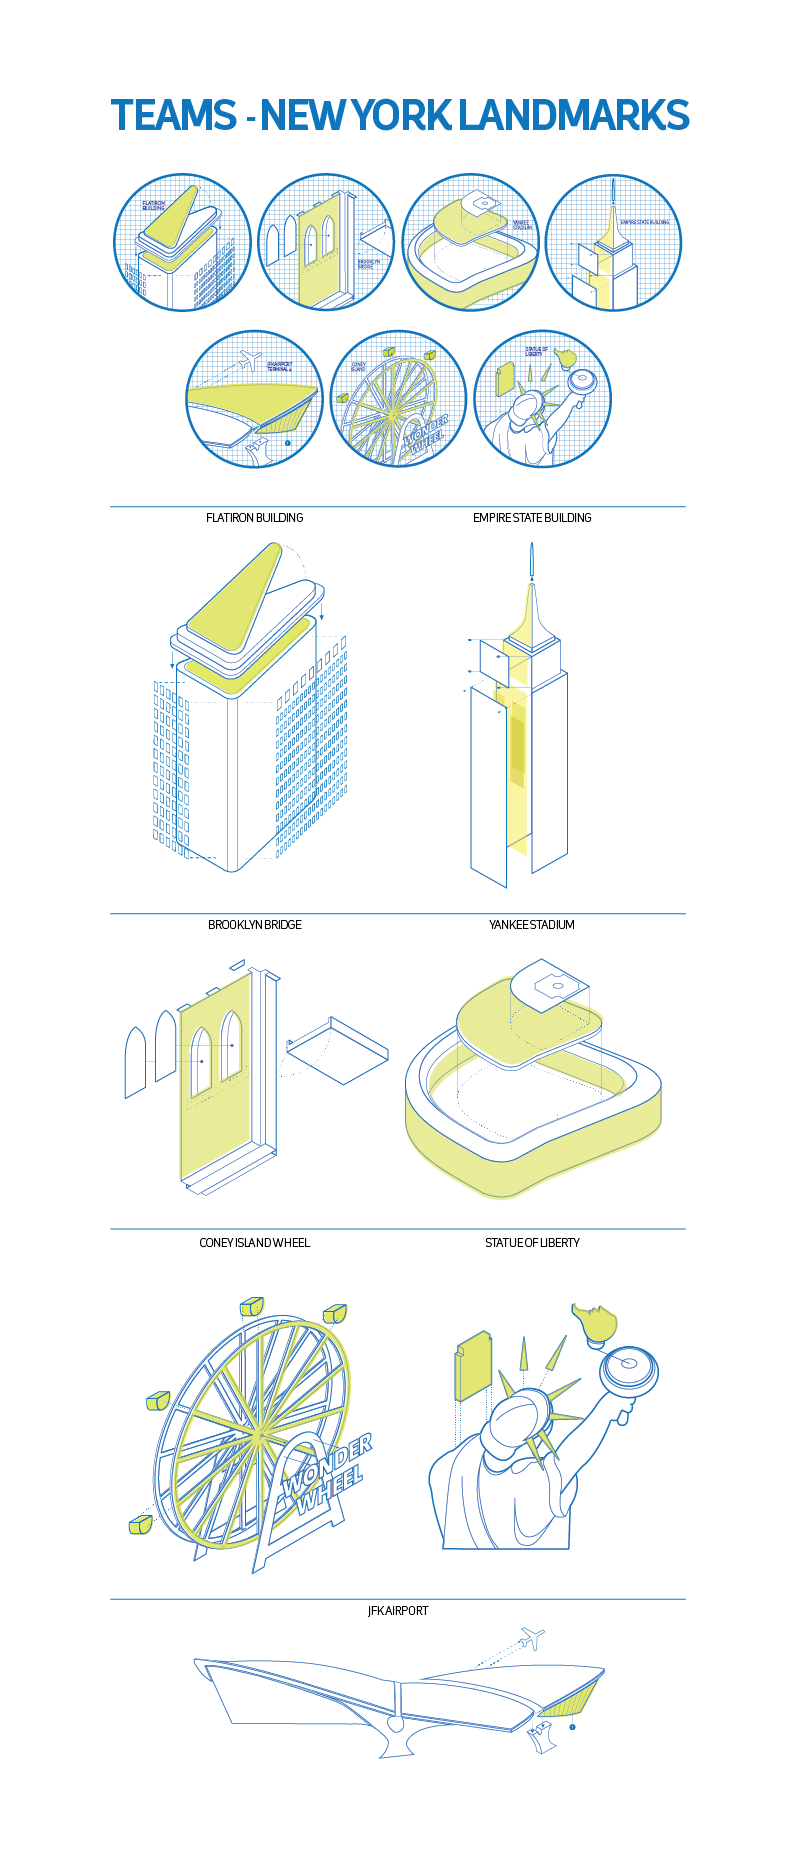 TEAMS - NEW YORK LANDMARKS
FLATIRON
BUILDING
BROOKLYN
BRIDGE
YANKEE
STADIUM
EMPIRE STATE BUILDING
JFK AIRPORT
TERMINAL 4
CONEY
ISLAND
WONDER
WHEEL
STATUE OF
LIBERTY
FLATIRON BUILDING
EMPIRE STATE BUILDING
BROOKLYN BRIDGE
YANKEE STADIUM
CONEY ISLAND WHEEL
STATUE OF LIBERTY
WONDER
WHEEL
JFK AIRPORT